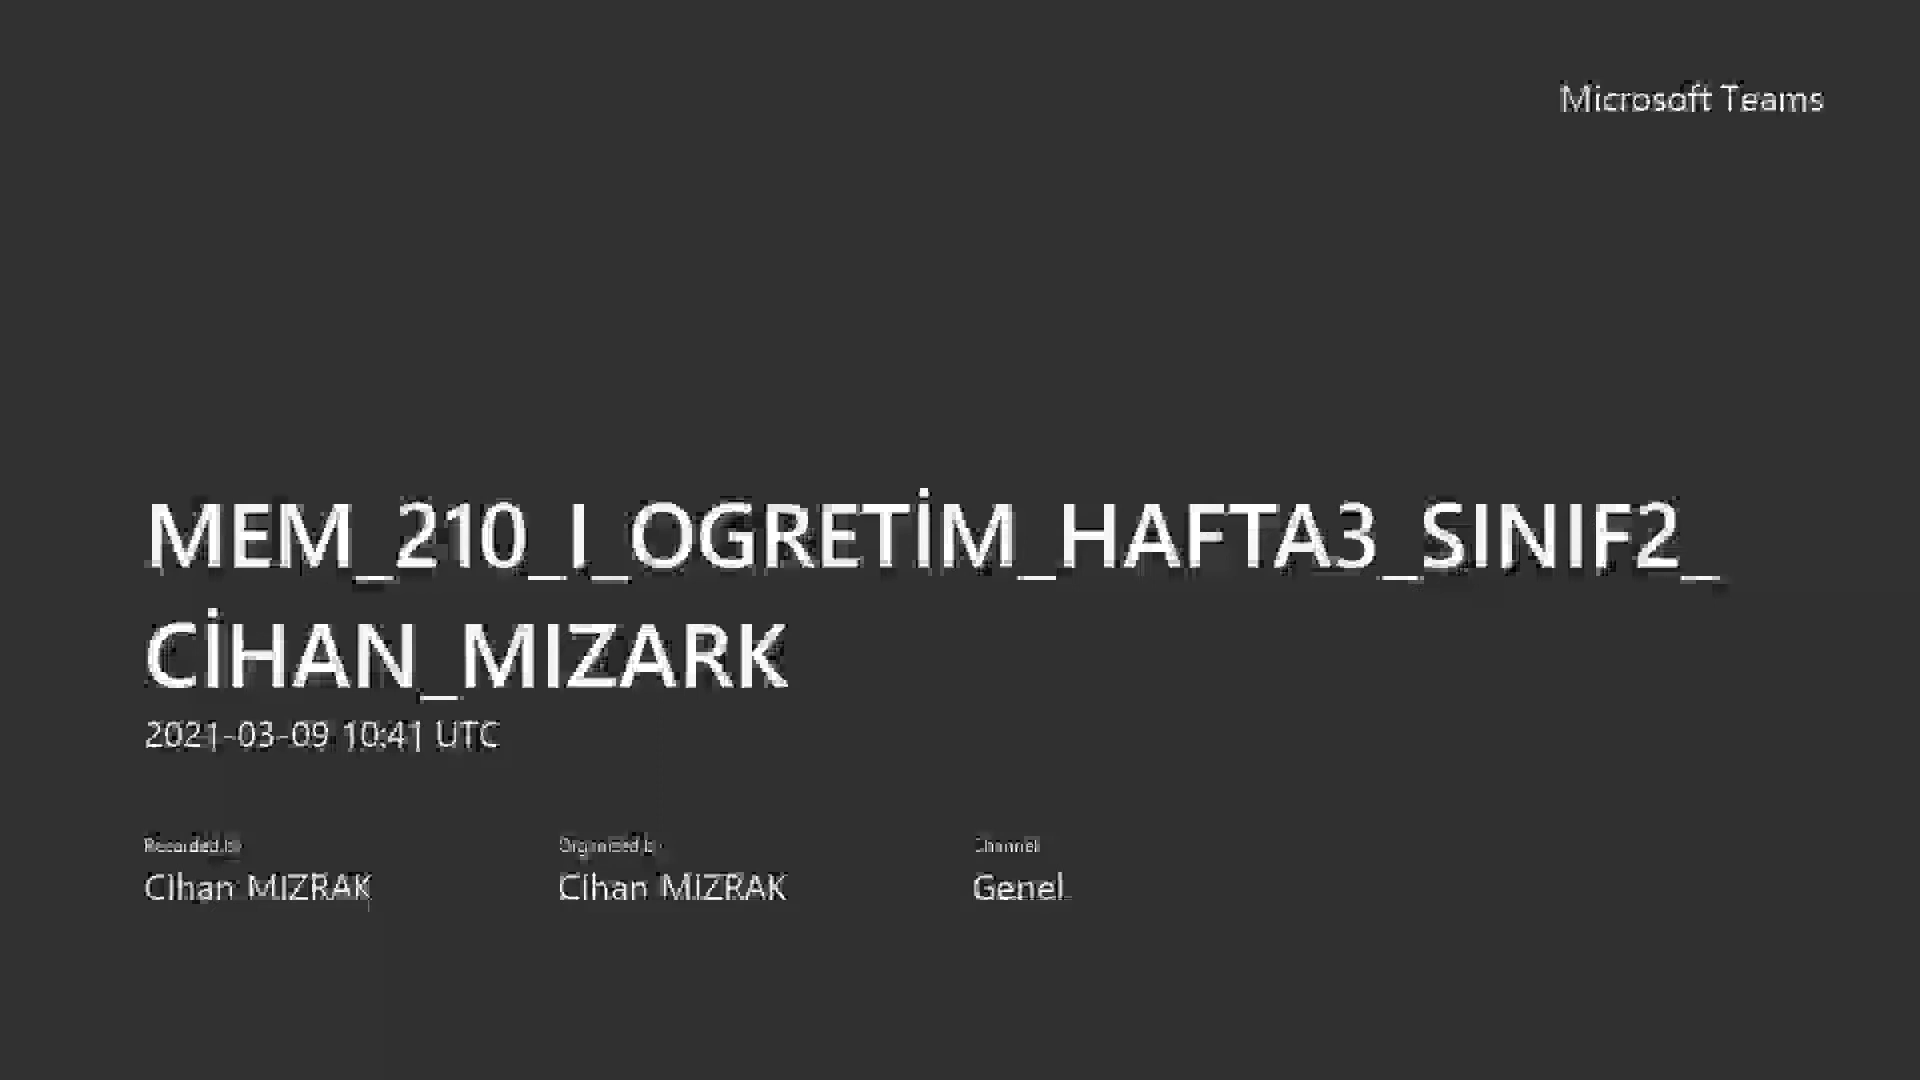 Microsoft Teams
MEM_210_I_OGRETİM_HAFTA3_SINIF2_
CİHAN_MIZARK
2021-03-09 10:41 UTC
Recorded by
Organized by
Channel
Cihan MIZRAK
Cihan MIZRAK
Genel